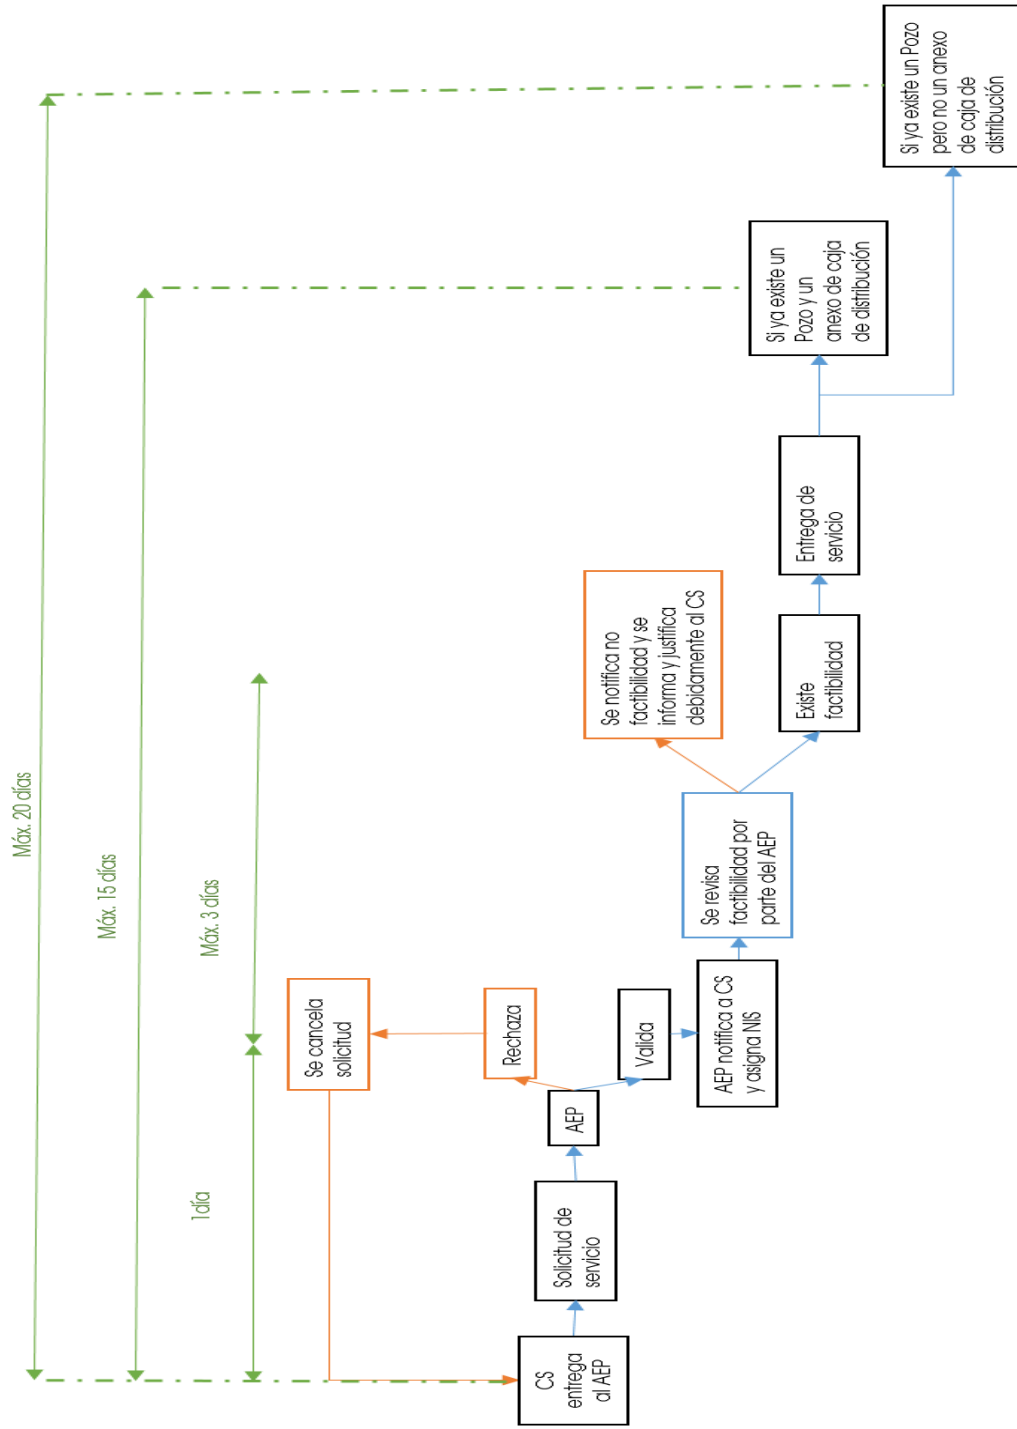 Máx. 20 días
Máx. 15 días
1día
Máx. 3 días
Se cancela
solicitud
Rechaza
CS
entrega
al AEP
Solicitud de
servicio
AEP
Valida
AEP notifica a CS
y asigna NIS
Se revisa
factibilidad por
parte del AEP
Se notifica no
factibilidad y se
informa y justifica
debidamente al CS
Existe
factibilidad
Entrega de
servicio
Si ya existe un
Pozo y un
anexo de caja
de distribución
Si ya existe un Pozo
pero no un anexo
de caja de
distribución